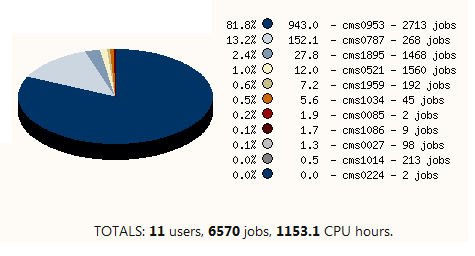 81.8% 943.0 - cms0953 - 2713 jobs
13.2% 152.1 - cms0787 - 268 jobs
2.4% 27.8 - cms1895 - 1468 jobs
1.0% 12.0 - cms0521 - 1560 jobs
0.6% 7.2 - cms1959 - 192 jobs
0.5% 5.6 - cms1034 - 45 jobs
0.2% 1.9 - cms0085 - 2 jobs
0.1% 1.7 - cms1086 - 9 jobs
0.1% 1.3 - cms0027 - 98 jobs
0.0% 0.5 - cms1014 - 213 jobs
0.0% 0.0 - cms0224 - 2 jobs
TOTALS: 11 users, 6570 jobs, 1153.1 CPU hours.